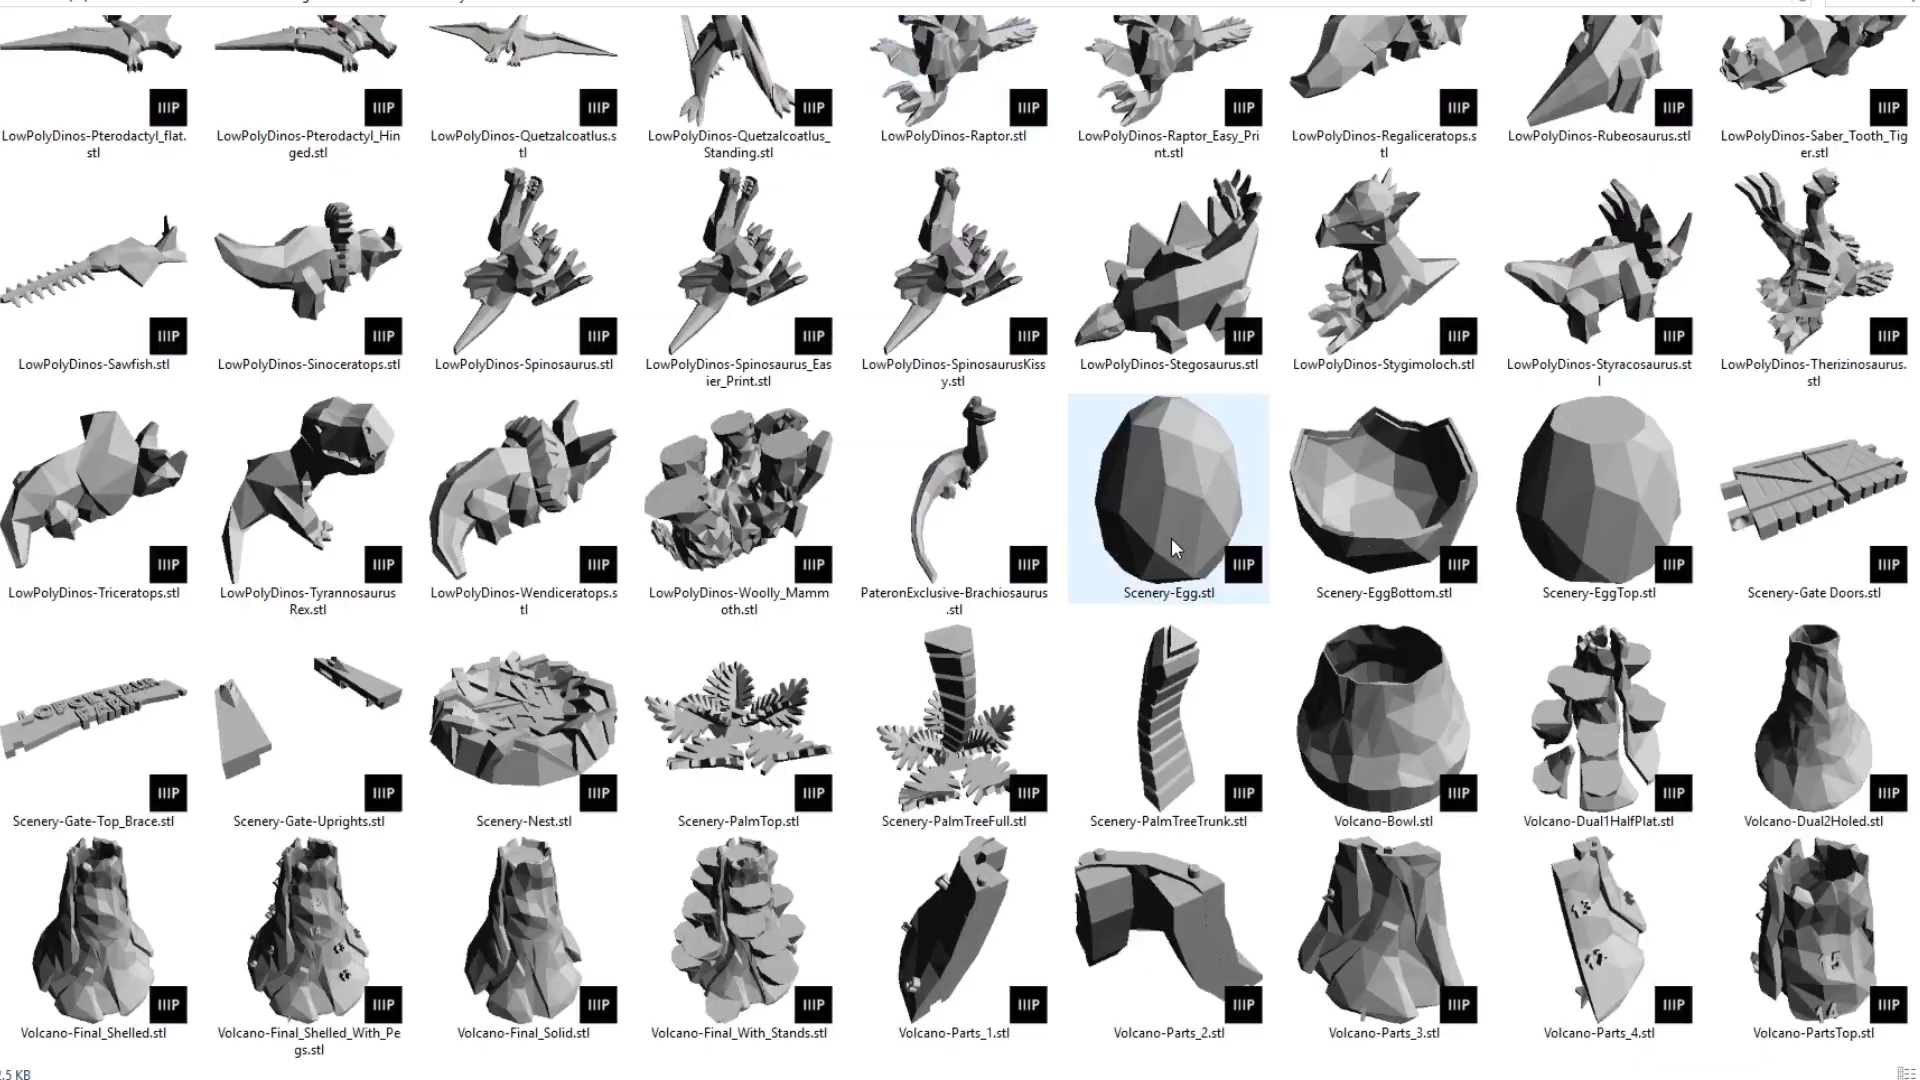 LowPolyDinos-Pterodactyl_flat.
stl
LowPolyDinos-Pterodactyl_Hin
ged.stl
LowPolyDinos-Quetzalcoatlus.s
tl
LowPolyDinos-Quetzalcoatlus_
Standing.stl
LowPolyDinos-Raptor.stl
LowPolyDinos-Raptor_Easy_Pri
nt.stl
LowPolyDinos-Regaliceratops.s
tl
LowPolyDinos-Rubeosaurus.stl
LowPolyDinos-Saber_Tooth_Tig
er.stl
LowPolyDinos-Sawfish.stl
LowPolyDinos-Sinoceratops.stl
LowPolyDinos-Spinosaurus.stl
LowPolyDinos-Spinosaurus_Eas
ier_Print.stl
LowPolyDinos-SpinosaurusKiss
y.stl
LowPolyDinos-Stegosaurus.stl
LowPolyDinos-Stygimoloch.stl
LowPolyDinos-Styracosaurus.st
l
LowPolyDinos-Therizinosaurus.
stl
LowPolyDinos-Triceratops.stl
LowPolyDinos-Tyrannosaurus
Rex.stl
LowPolyDinos-Wendiceratops.s
tl
LowPolyDinos-Woolly_Mamm
oth.stl
PateronExclusive-Brachiosaurus
.stl
Scenery-Egg.stl
Scenery-EggBottom.stl
Scenery-EggTop.stl
Scenery-Gate Doors.stl
Scenery-Gate-Top_Brace.stl
Scenery-Gate-Uprights.stl
Scenery-Nest.stl
Scenery-PalmTop.stl
Scenery-PalmTreeFull.stl
Scenery-PalmTreeTrunk.stl
Volcano-Bowl.stl
Volcano-Dual1HalfPlat.stl
Volcano-Dual2Holed.stl
Volcano-Final_Shelled.stl
Volcano-Final_Shelled_With_Pe
gs.stl
Volcano-Final_Solid.stl
Volcano-Final_With_Stands.stl
Volcano-Parts_1.stl
Volcano-Parts_2.stl
Volcano-Parts_3.stl
Volcano-Parts_4.stl
Volcano-PartsTop.stl
2.5 KB